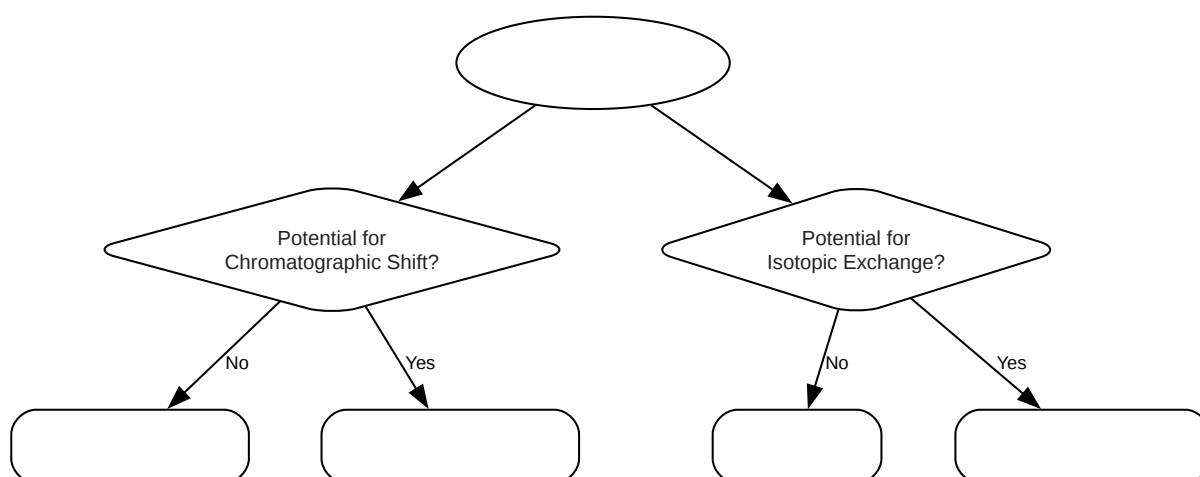 Potential for
Chromatographic Shift?
Potential for
Isotopic Exchange?
No
Yes
No
Yes